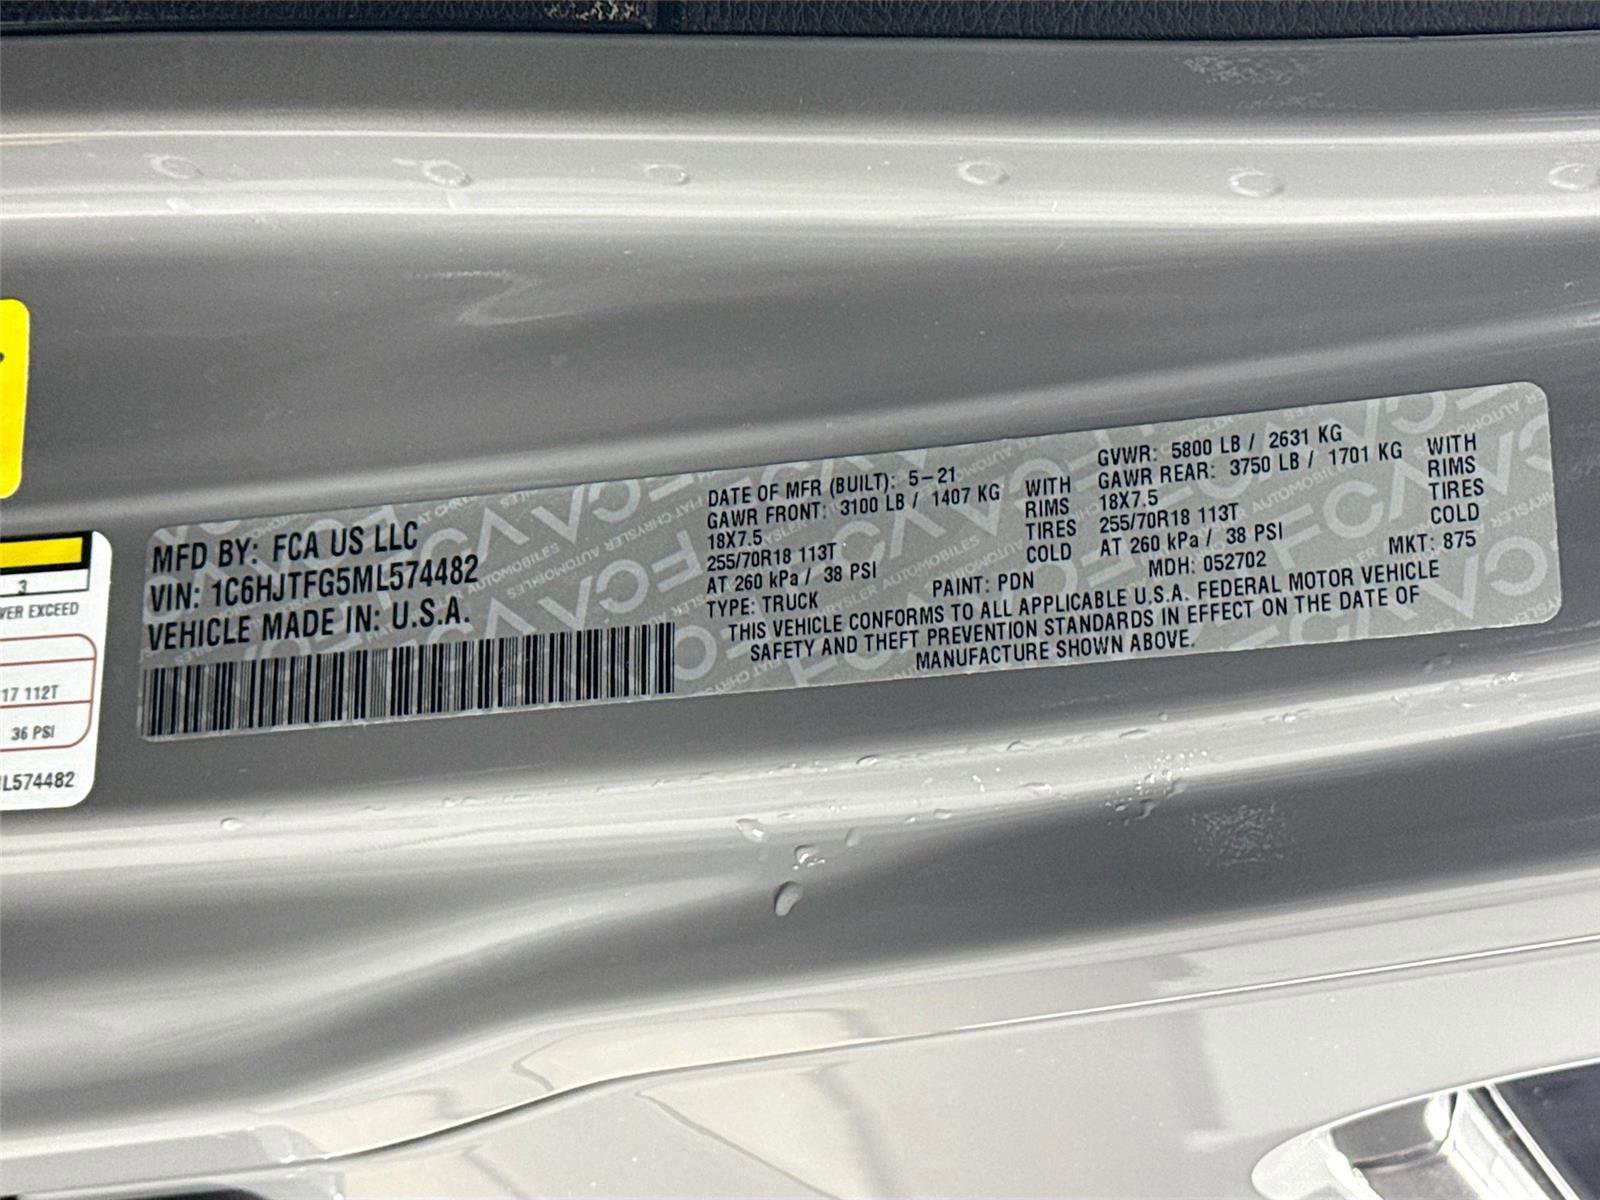 MFD BY: FCA US LLC
VIN: 1C6HJTFG5ML574482
VEHICLE MADE IN: U.S.A.
DATE OF MFR (BUILT): 5-21
GAWR FRONT: 3100 LB / 1407 KG WITH
18X7.5 RIMS
255/70R18 113T TIRES
AT 260 kPa / 38 PSI COLD
TYPE: TRUCK PAINT: PDN
GVWR: 5800 LB / 2631 KG
GAWR REAR: 3750 LB / 1701 KG WITH
18X7.5 RIMS
255/70R18 113T TIRES
AT 260 kPa / 38 PSI COLD
MDH: 052702 MKT: 875
THIS VEHICLE CONFORMS TO ALL APPLICABLE U.S.A. FEDERAL MOTOR VEHICLE
SAFETY AND THEFT PREVENTION STANDARDS IN EFFECT ON THE DATE OF
MANUFACTURE SHOWN ABOVE.
3
EXCEED
17 112T
36 PSI
L574482